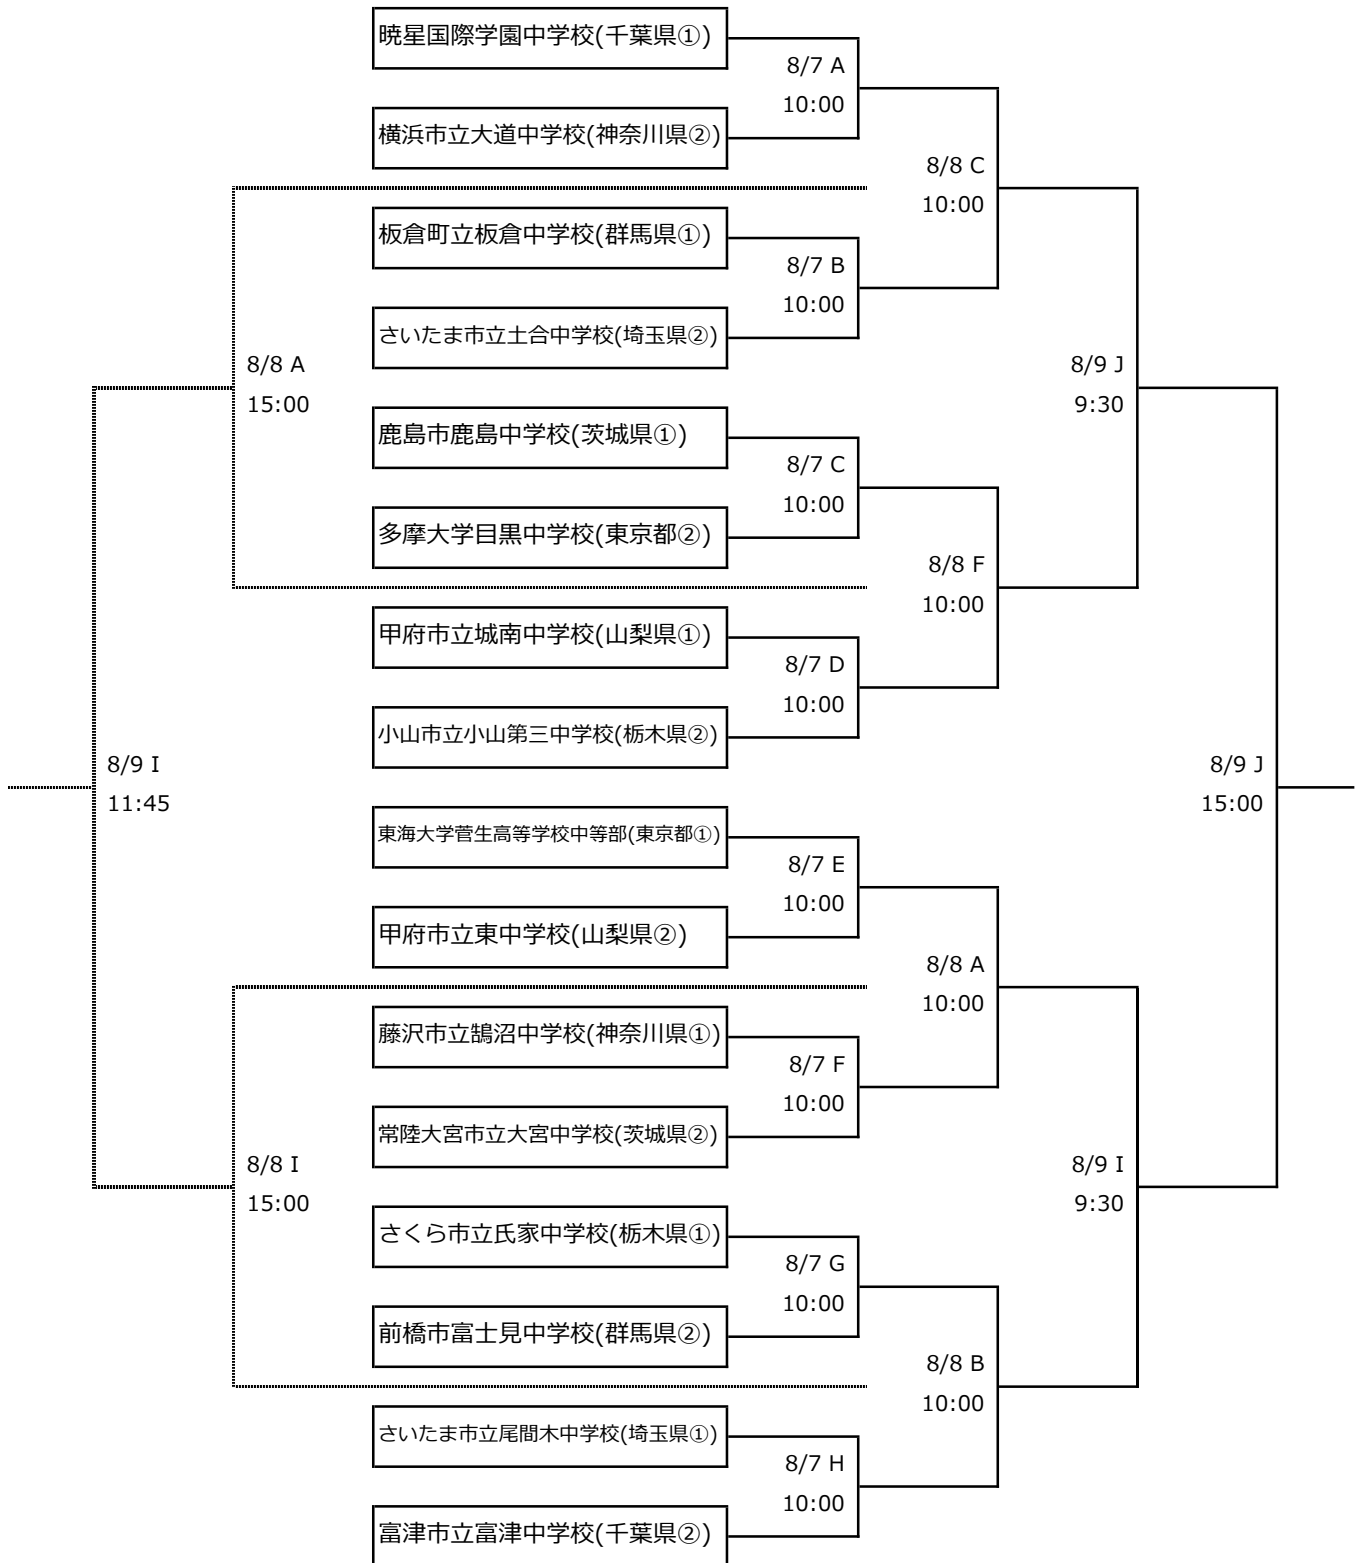 暁星国際学園中学校(千葉県①)
8/7 A
10:00
横浜市立大道中学校(神奈川県②)
8/8 C
10:00
板倉町立板倉中学校(群馬県①)
8/7 B
10:00
さいたま市立土合中学校(埼玉県②)
8/8 A
15:00
8/9 J
9:30
鹿島市鹿島中学校(茨城県①)
8/7 C
10:00
多摩大学目黒中学校(東京都②)
8/8 F
10:00
甲府市立城南中学校(山梨県①)
8/7 D
10:00
小山市立小山第三中学校(栃木県②)
8/9 I
11:45
8/9 J
15:00
東海大学菅生高等学校中等部(東京都①)
8/7 E
10:00
甲府市立東中学校(山梨県②)
8/8 A
10:00
藤沢市立鵠沼中学校(神奈川県①)
8/7 F
10:00
常陸大宮市立大宮中学校(茨城県②)
8/8 I
15:00
8/9 I
9:30
さくら市立氏家中学校(栃木県①)
8/7 G
10:00
前橋市富士見中学校(群馬県②)
8/8 B
10:00
さいたま市立尾間木中学校(埼玉県①)
8/7 H
10:00
富津市立富津中学校(千葉県②)